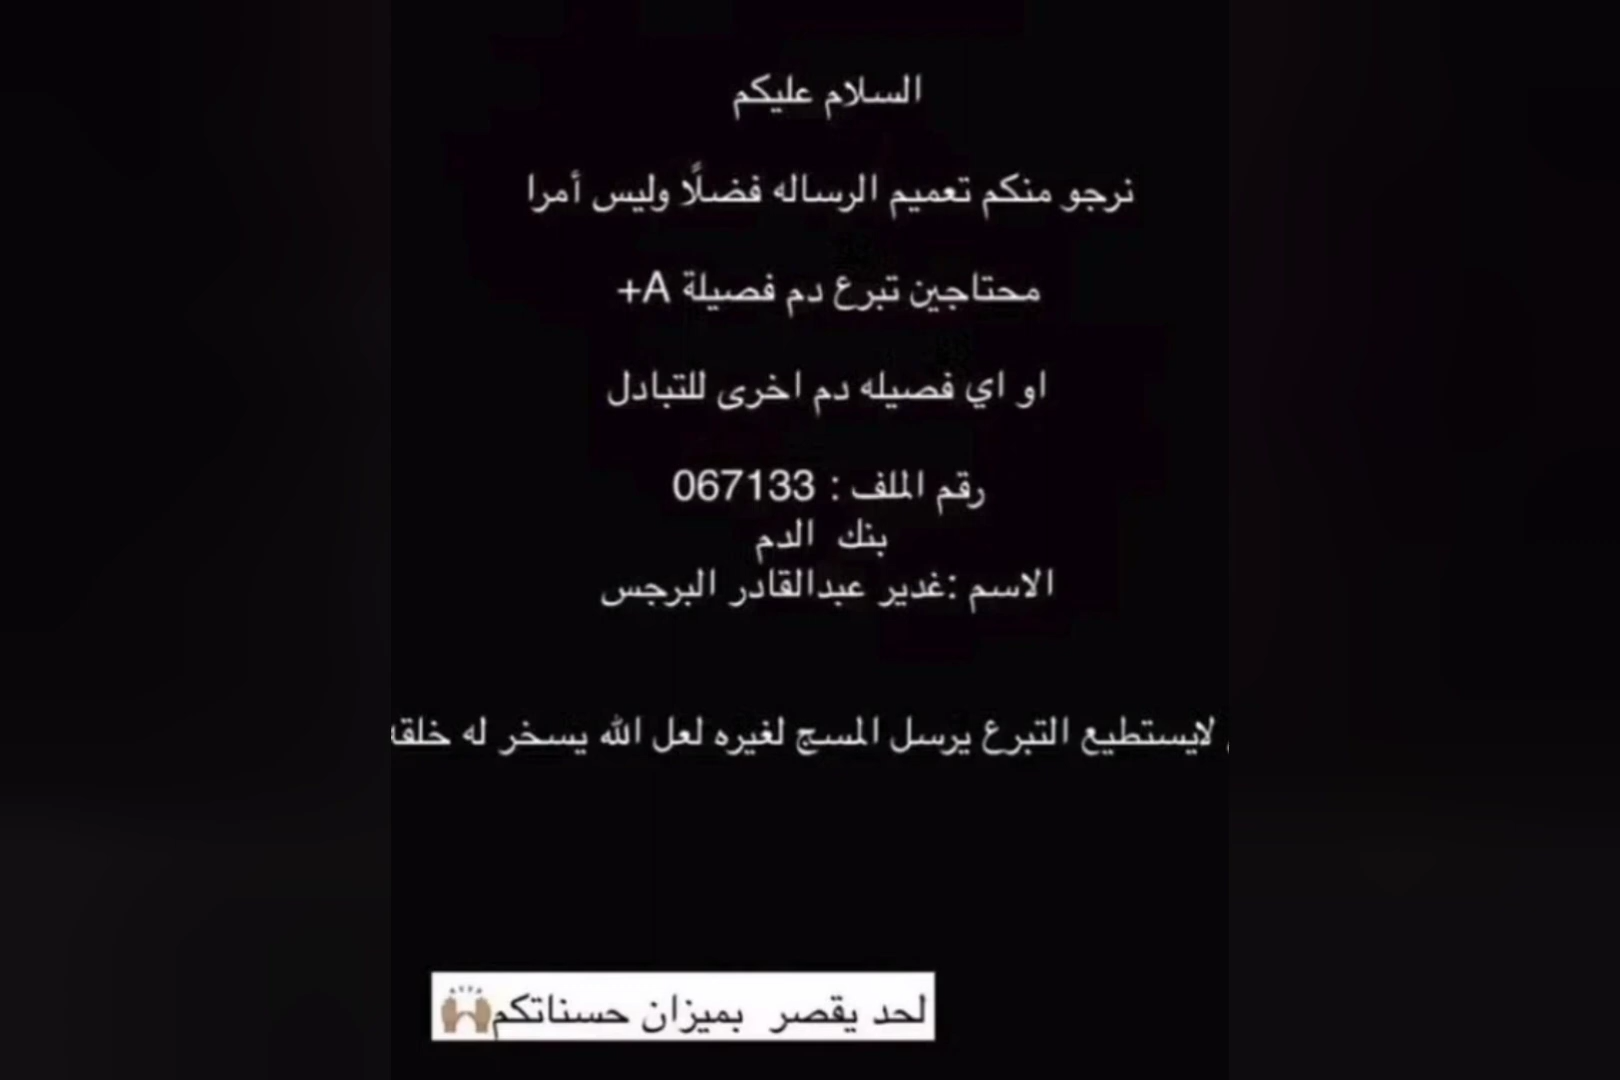 السلام عليكم
نرجو منكم تعميم الرساله فضلًا وليس أمرا
محتاجين تبرع دم فصيلة A+
او اي فصيله دم اخرى للتبادل
رقم الملف : 067133
بنك الدم
الاسم :غدير عبدالقادر البرجس
لايستطيع التبرع يرسل المسج لغيره لعل الله يسخر له خلقه
لحد يقصر بميزان حسناتكم🙌🏽